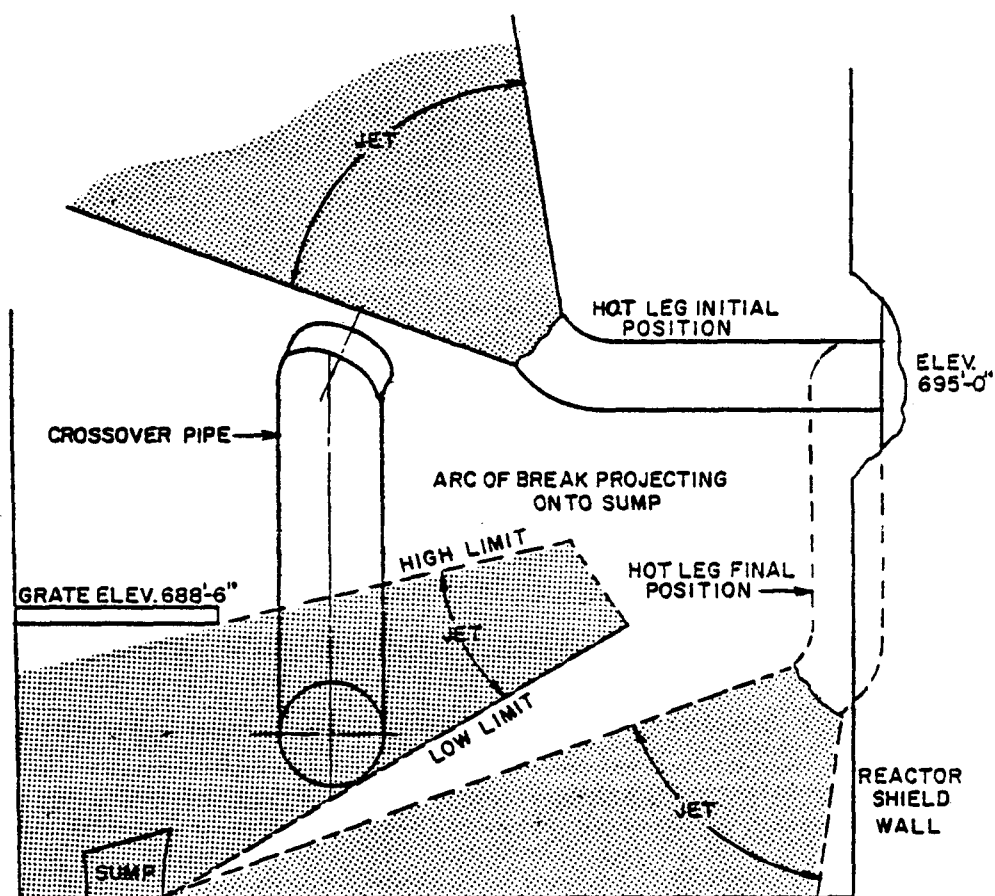 JET
HOT LEG INITIAL
POSITION
ELEV.
695'-0"
CROSSOVER PIPE
ARC OF BREAK PROJECTING
ONTO SUMP
HIGH LIMIT
HOT LEG FINAL
POSITION
GRATE ELEV. 688'-6"
JET
LOW LIMIT
REACTOR
SHIELD
WALL
JET
SUMP